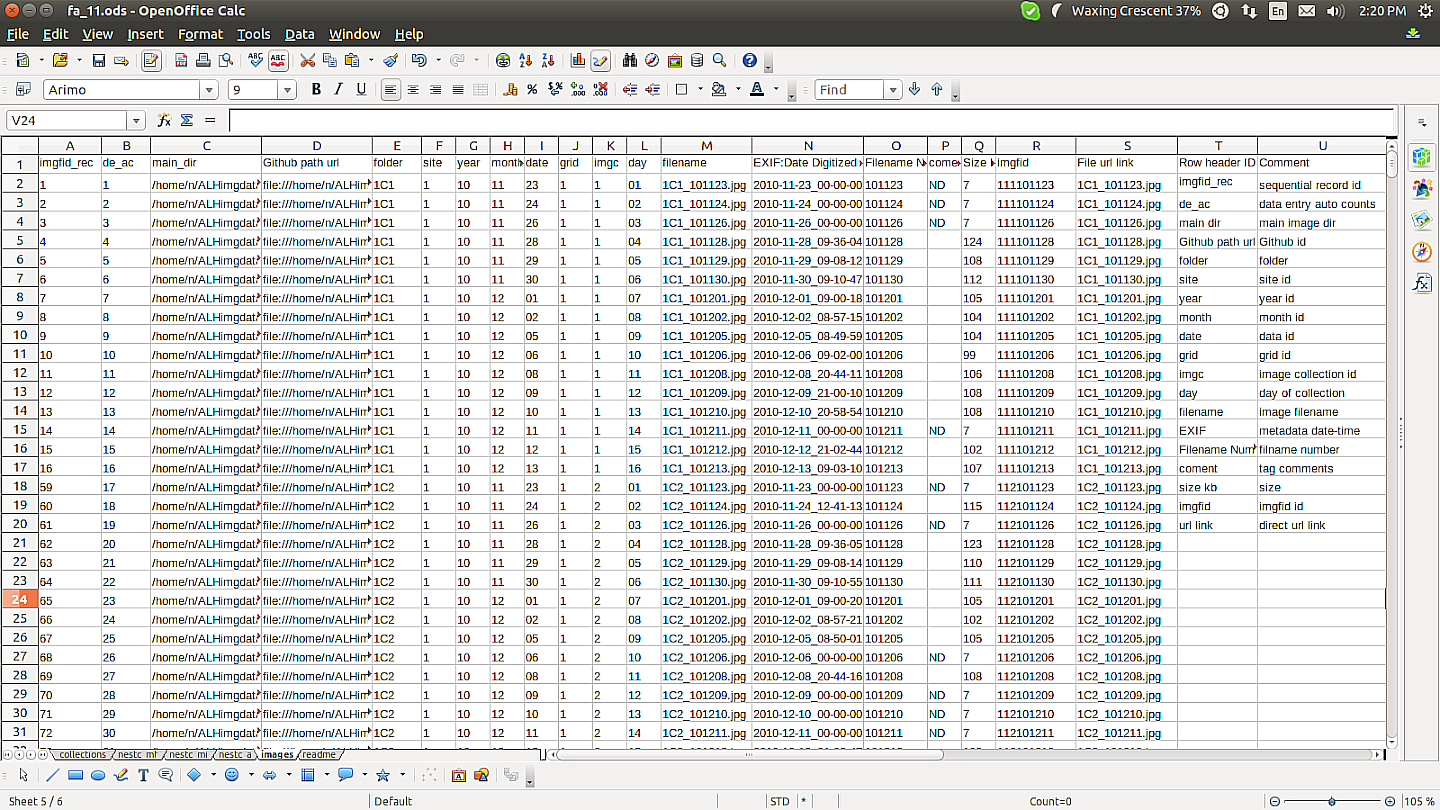 fa_11.ods - OpenOffice Calc
Waxing Crescent 37% En 2:20 PM
File Edit View Insert Format Tools Data Window Help
Arimo 9 Find
V24
A B C D E F G H I J K L M N O P Q R S T U
1 imgfid_rec de_ac main_dir Github path url folder site year month date grid imgc day filename EXIF:Date Digitized Filename N come Size imgfid File url link Row header ID Comment
2 1 1 /home/n/ALHimgdat file:///home/n/ALHim 1C1 1 10 11 23 1 1 01 1C1_101123.jpg 2010-11-23_00-00-00 101123 ND 7 111101123 1C1_101123.jpg imgfid_rec sequential record id
3 2 2 /home/n/ALHimgdat file:///home/n/ALHim 1C1 1 10 11 24 1 1 02 1C1_101124.jpg 2010-11-24_00-00-00 101124 ND 7 111101124 1C1_101124.jpg de_ac data entry auto counts
4 3 3 /home/n/ALHimgdat file:///home/n/ALHim 1C1 1 10 11 26 1 1 03 1C1_101126.jpg 2010-11-26_00-00-00 101126 ND 7 111101126 1C1_101126.jpg main dir main image dir
5 4 4 /home/n/ALHimgdat file:///home/n/ALHim 1C1 1 10 11 28 1 1 04 1C1_101128.jpg 2010-11-28_09-36-04 101128 124 111101128 1C1_101128.jpg Github path url Github id
6 5 5 /home/n/ALHimgdat file:///home/n/ALHim 1C1 1 10 11 29 1 1 05 1C1_101129.jpg 2010-11-29_09-08-12 101129 108 111101129 1C1_101129.jpg folder folder
7 6 6 /home/n/ALHimgdat file:///home/n/ALHim 1C1 1 10 11 30 1 1 06 1C1_101130.jpg 2010-11-30_09-10-47 101130 112 111101130 1C1_101130.jpg site site id
8 7 7 /home/n/ALHimgdat file:///home/n/ALHim 1C1 1 10 12 01 1 1 07 1C1_101201.jpg 2010-12-01_09-00-18 101201 105 111101201 1C1_101201.jpg year year id
9 8 8 /home/n/ALHimgdat file:///home/n/ALHim 1C1 1 10 12 02 1 1 08 1C1_101202.jpg 2010-12-02_08-57-15 101202 104 111101202 1C1_101202.jpg month month id
10 9 9 /home/n/ALHimgdat file:///home/n/ALHim 1C1 1 10 12 05 1 1 09 1C1_101205.jpg 2010-12-05_08-49-59 101205 104 111101205 1C1_101205.jpg date data id
11 10 10 /home/n/ALHimgdat file:///home/n/ALHim 1C1 1 10 12 06 1 1 10 1C1_101206.jpg 2010-12-06_09-02-00 101206 99 111101206 1C1_101206.jpg grid grid id
12 11 11 /home/n/ALHimgdat file:///home/n/ALHim 1C1 1 10 12 08 1 1 11 1C1_101208.jpg 2010-12-08_20-44-11 101208 106 111101208 1C1_101208.jpg imgc image collection id
13 12 12 /home/n/ALHimgdat file:///home/n/ALHim 1C1 1 10 12 09 1 1 12 1C1_101209.jpg 2010-12-09_21-00-10 101209 108 111101209 1C1_101209.jpg day day of collection
14 13 13 /home/n/ALHimgdat file:///home/n/ALHim 1C1 1 10 12 10 1 1 13 1C1_101210.jpg 2010-12-10_20-58-54 101210 108 111101210 1C1_101210.jpg filename image filename
15 14 14 /home/n/ALHimgdat file:///home/n/ALHim 1C1 1 10 12 11 1 1 14 1C1_101211.jpg 2010-12-11_00-00-00 101211 ND 7 111101211 1C1_101211.jpg EXIF metadata date-time
16 15 15 /home/n/ALHimgdat file:///home/n/ALHim 1C1 1 10 12 12 1 1 15 1C1_101212.jpg 2010-12-12_21-02-44 101212 102 111101212 1C1_101212.jpg Filename Num filname number
17 16 16 /home/n/ALHimgdat file:///home/n/ALHim 1C1 1 10 12 13 1 1 16 1C1_101213.jpg 2010-12-13_09-03-10 101213 107 111101213 1C1_101213.jpg coment tag comments
18 59 17 /home/n/ALHimgdat file:///home/n/ALHim 1C2 1 10 11 23 1 2 01 1C2_101123.jpg 2010-11-23_00-00-00 101123 ND 7 112101123 1C2_101123.jpg size kb size
19 60 18 /home/n/ALHimgdat file:///home/n/ALHim 1C2 1 10 11 24 1 2 02 1C2_101124.jpg 2010-11-24_12-41-13 101124 115 112101124 1C2_101124.jpg imgfid imgfid id
20 61 19 /home/n/ALHimgdat file:///home/n/ALHim 1C2 1 10 11 26 1 2 03 1C2_101126.jpg 2010-11-26_00-00-00 101126 ND 7 112101126 1C2_101126.jpg url link direct url link
21 62 20 /home/n/ALHimgdat file:///home/n/ALHim 1C2 1 10 11 28 1 2 04 1C2_101128.jpg 2010-11-28_09-36-05 101128 123 112101128 1C2_101128.jpg
22 63 21 /home/n/ALHimgdat file:///home/n/ALHim 1C2 1 10 11 29 1 2 05 1C2_101129.jpg 2010-11-29_09-08-14 101129 110 112101129 1C2_101129.jpg
23 64 22 /home/n/ALHimgdat file:///home/n/ALHim 1C2 1 10 11 30 1 2 06 1C2_101130.jpg 2010-11-30_09-10-55 101130 111 112101130 1C2_101130.jpg
24 65 23 /home/n/ALHimgdat file:///home/n/ALHim 1C2 1 10 12 01 1 2 07 1C2_101201.jpg 2010-12-01_09-00-20 101201 105 112101201 1C2_101201.jpg
25 66 24 /home/n/ALHimgdat file:///home/n/ALHim 1C2 1 10 12 02 1 2 08 1C2_101202.jpg 2010-12-02_08-57-21 101202 102 112101202 1C2_101202.jpg
26 67 25 /home/n/ALHimgdat file:///home/n/ALHim 1C2 1 10 12 05 1 2 09 1C2_101205.jpg 2010-12-05_08-50-01 101205 105 112101205 1C2_101205.jpg
27 68 26 /home/n/ALHimgdat file:///home/n/ALHim 1C2 1 10 12 06 1 2 10 1C2_101206.jpg 2010-12-06_00-00-00 101206 ND 7 112101206 1C2_101206.jpg
28 69 27 /home/n/ALHimgdat file:///home/n/ALHim 1C2 1 10 12 08 1 2 11 1C2_101208.jpg 2010-12-08_20-44-16 101208 108 112101208 1C2_101208.jpg
29 70 28 /home/n/ALHimgdat file:///home/n/ALHim 1C2 1 10 12 09 1 2 12 1C2_101209.jpg 2010-12-09_00-00-00 101209 ND 7 112101209 1C2_101209.jpg
30 71 29 /home/n/ALHimgdat file:///home/n/ALHim 1C2 1 10 12 10 1 2 13 1C2_101210.jpg 2010-12-10_00-00-00 101210 ND 7 112101210 1C2_101210.jpg
31 72 30 /home/n/ALHimgdat file:///home/n/ALHim 1C2 1 10 12 11 1 2 14 1C2_101211.jpg 2010-12-11_00-00-00 101211 ND 7 112101211 1C2_101211.jpg
collections nestc_mf nestc_mi nestc_a images readme
Sheet 5 / 6 Default STD * Count=0 105 %